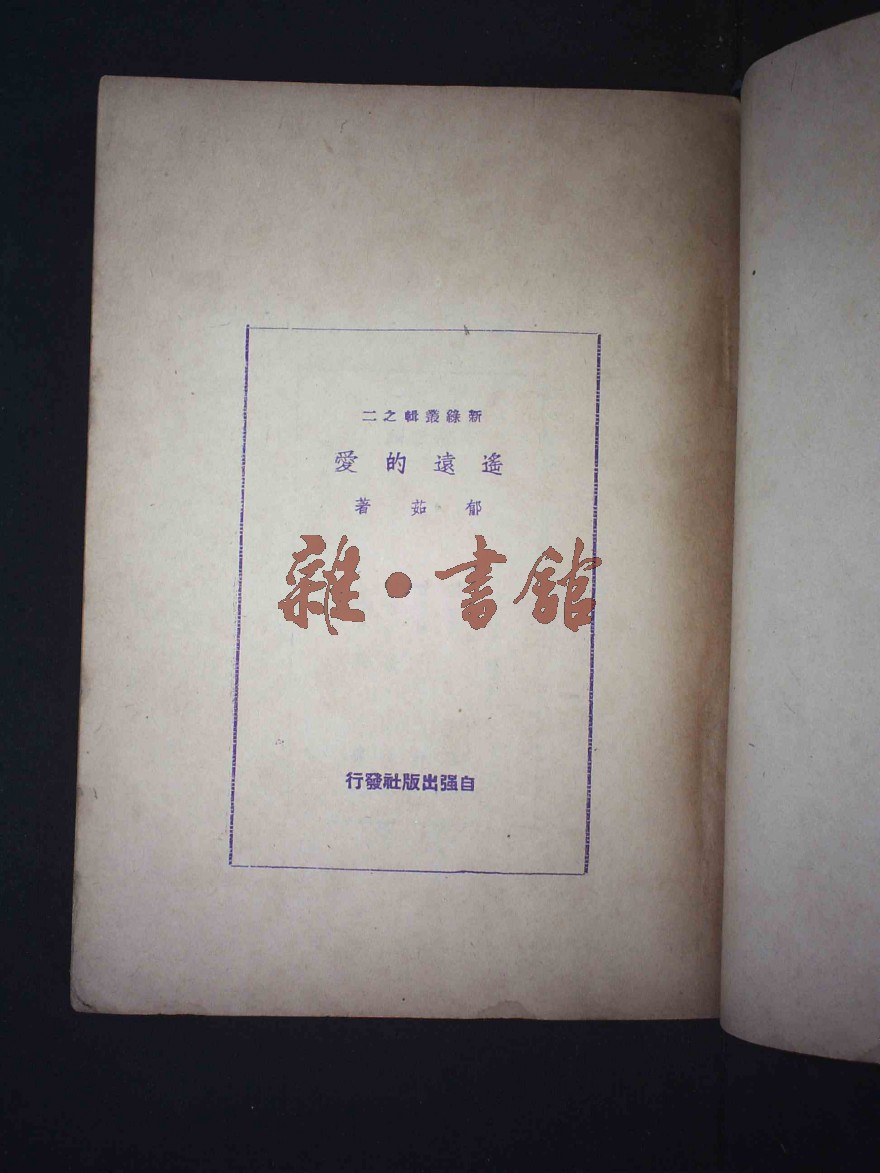 新綠叢輯之二
遙遠的愛
郁茹著
雜·書館
自强出版社發行